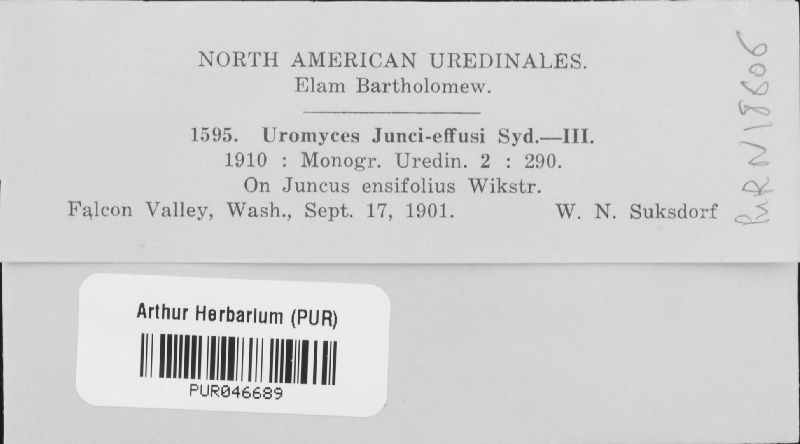 NORTH AMERICAN UREDINALES.
Elam Bartholomew.
1595. Uromyces Junci-effusi Syd.—III.
1910 : Monogr. Uredin. 2 : 290.
On Juncus ensifolius Wikstr.
Falcon Valley, Wash., Sept. 17, 1901. W. N. Suksdorf
PUR N18606
Arthur Herbarium (PUR)
PUR046689